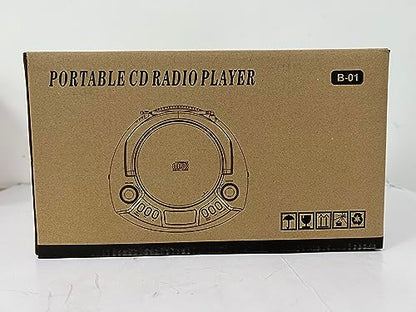 PORTABLE CD RADIO PLAYER
B-01